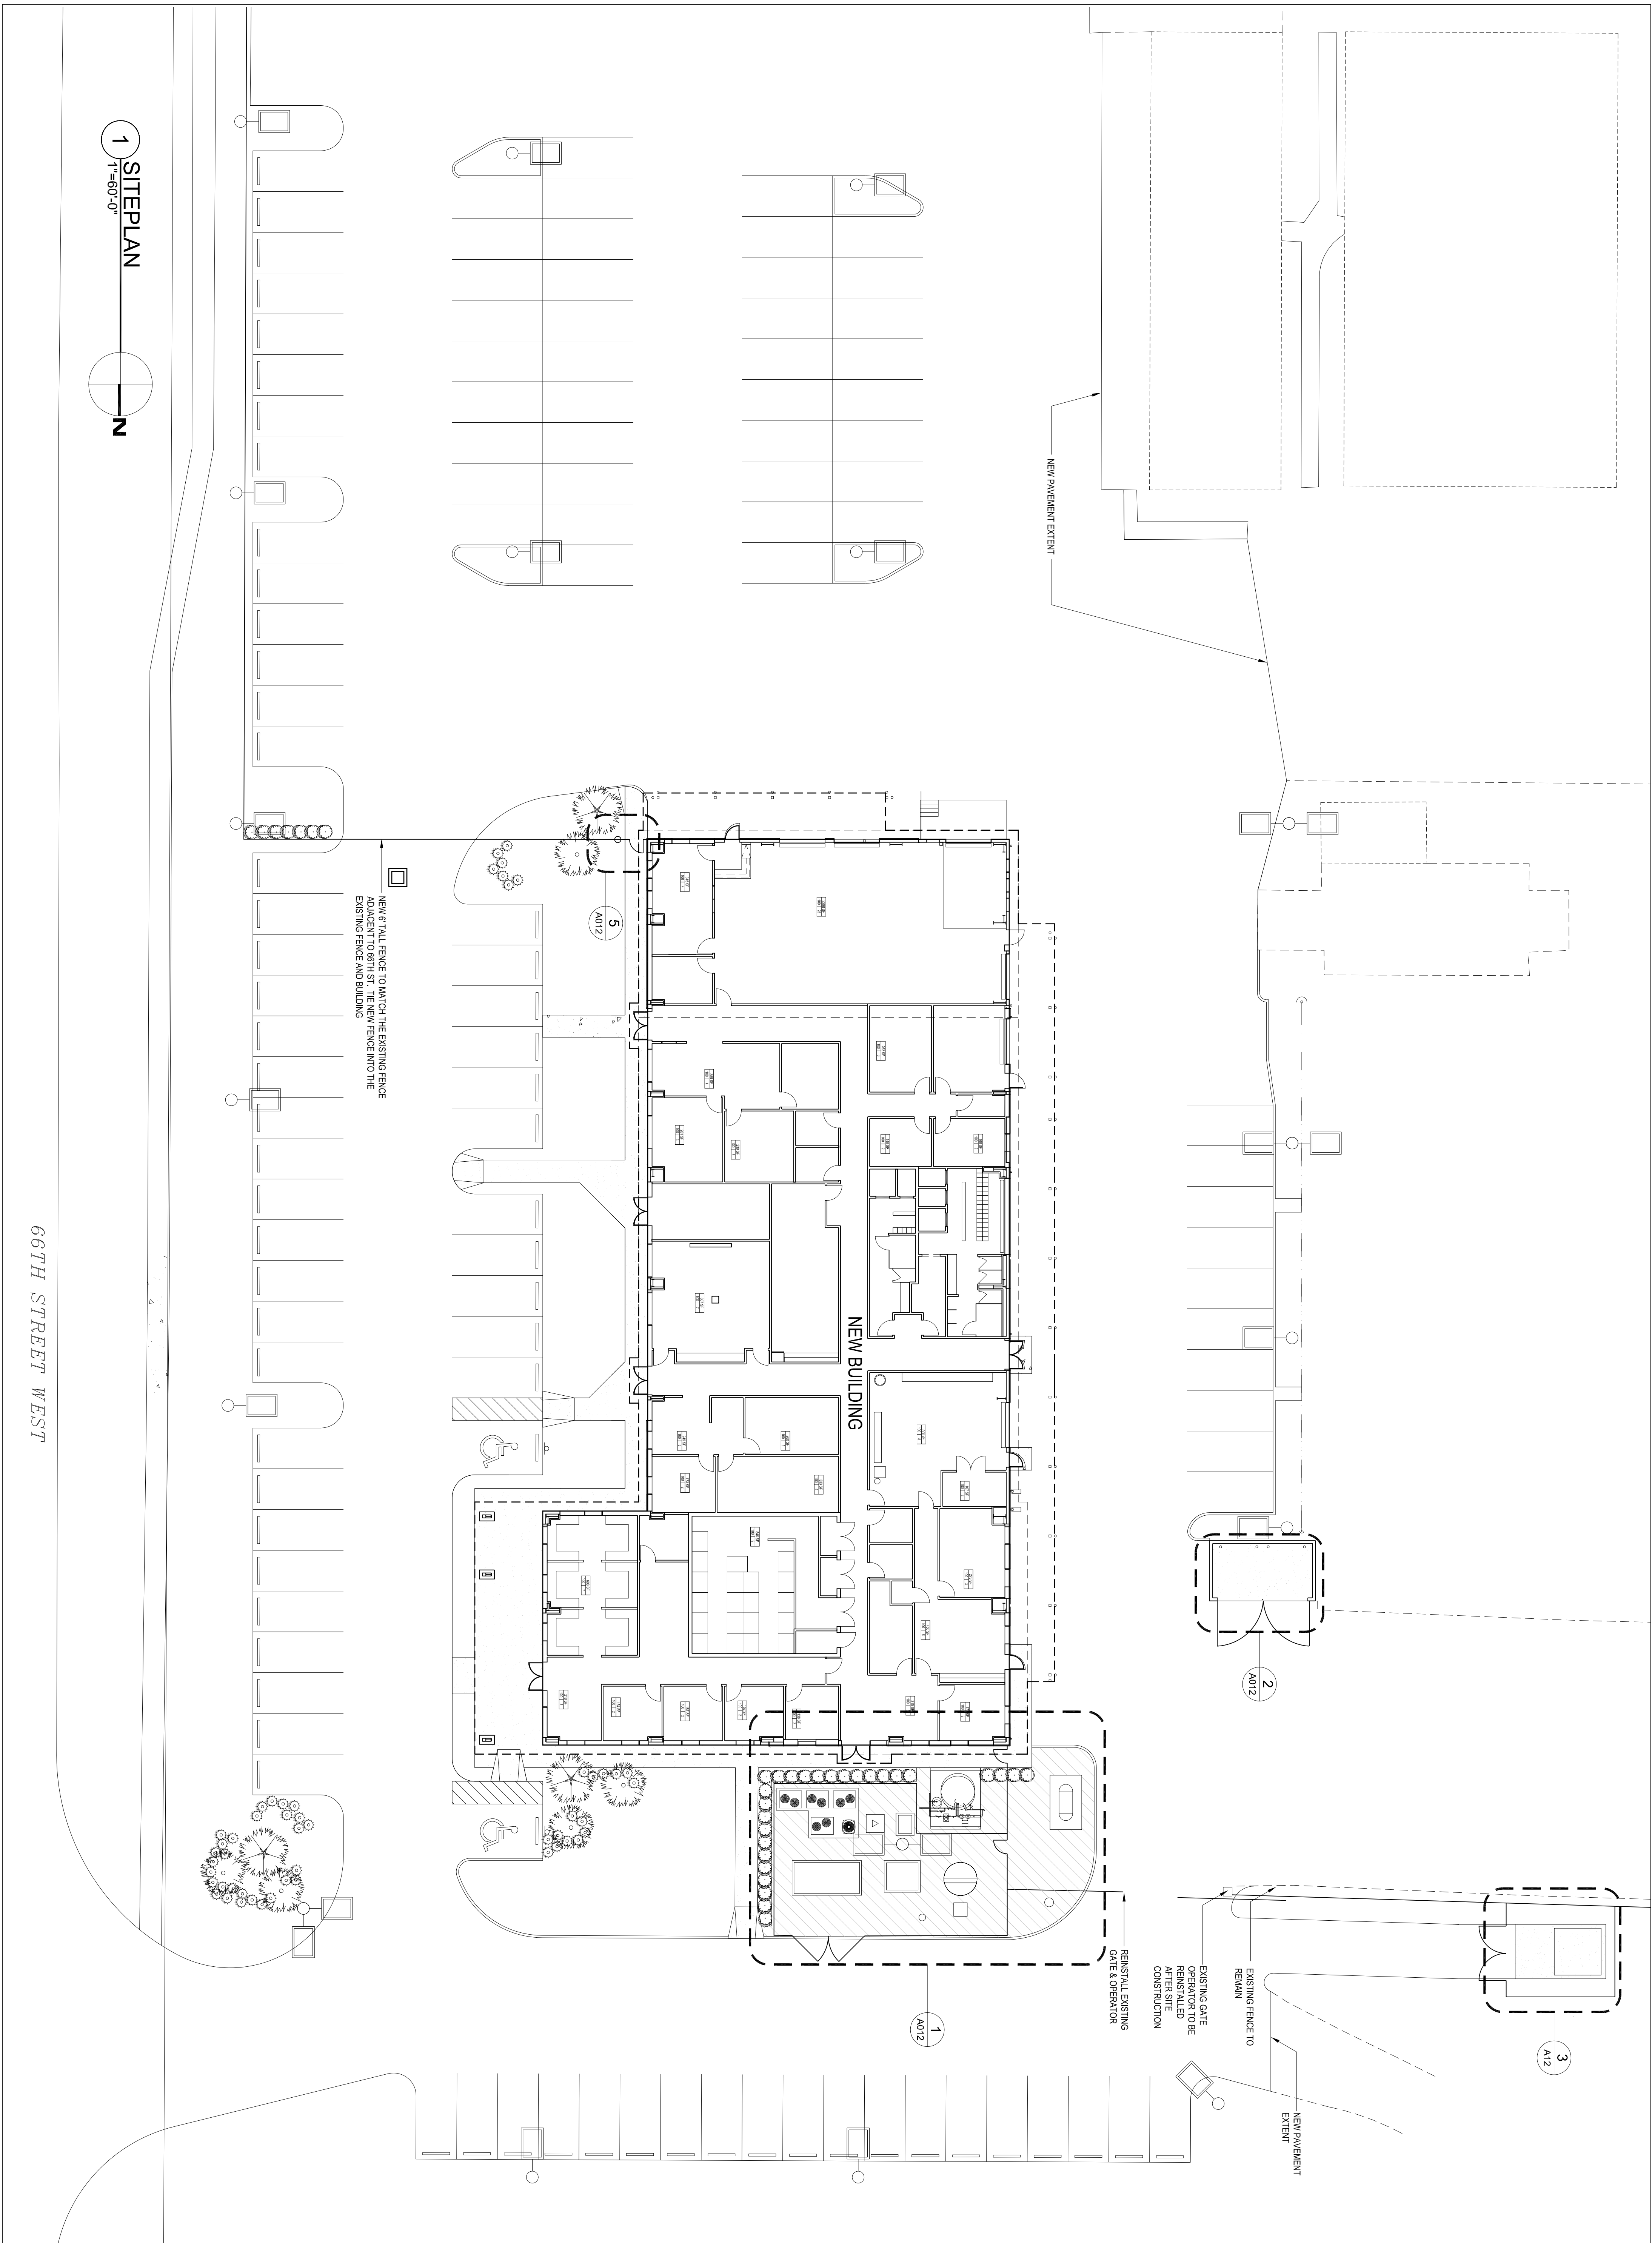 1
SITEPLAN
1"=60'-0"
N
NEW PAVEMENT EXTENT
NEW 6' TALL FENCE TO MATCH THE EXISTING FENCE
ADJACENT TO 66TH ST. TIE NEW FENCE INTO THE
EXISTING FENCE AND BUILDING
5
A012
NEW BUILDING
66TH STREET WEST
2
A012
REINSTALL EXISTING
GATE & OPERATOR
EXISTING GATE
OPERATOR TO BE
REINSTALLED
AFTER SITE
CONSTRUCTION
EXISTING FENCE TO
REMAIN
1
A012
3
A12
NEW PAVEMENT
EXTENT